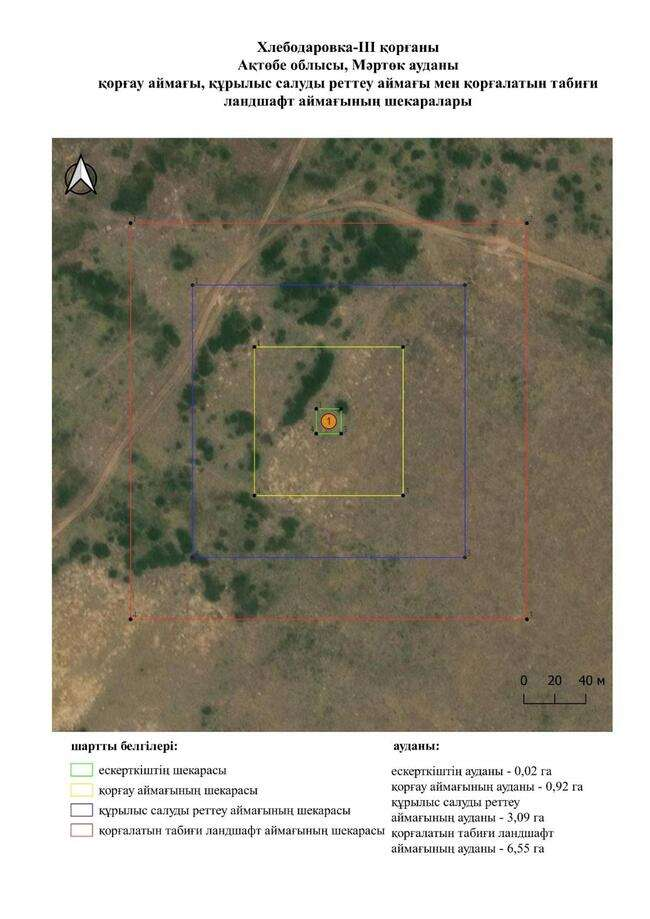 Хлебодаровка-III қорғаны
Ақтөбе облысы, Мәртөк ауданы
қорғау аймағы, құрылыс салуды реттеу аймағы мен қорғалатын табиғи
ландшафт аймағының шекаралары
1
0 20 40 м
шартты белгілері:
ескерткіштің шекарасы
қорғау аймағының шекарасы
құрылыс салуды реттеу аймағының шекарасы
қорғалатын табиғи ландшафт аймағының шекарасы
ауданы:
ескерткіштің ауданы - 0,02 га
қорғау аймағының ауданы - 0,92 га
құрылыс салуды реттеу
аймағының ауданы - 3,09 га
қорғалатын табиғи ландшафт
аймағының ауданы - 6,55 га